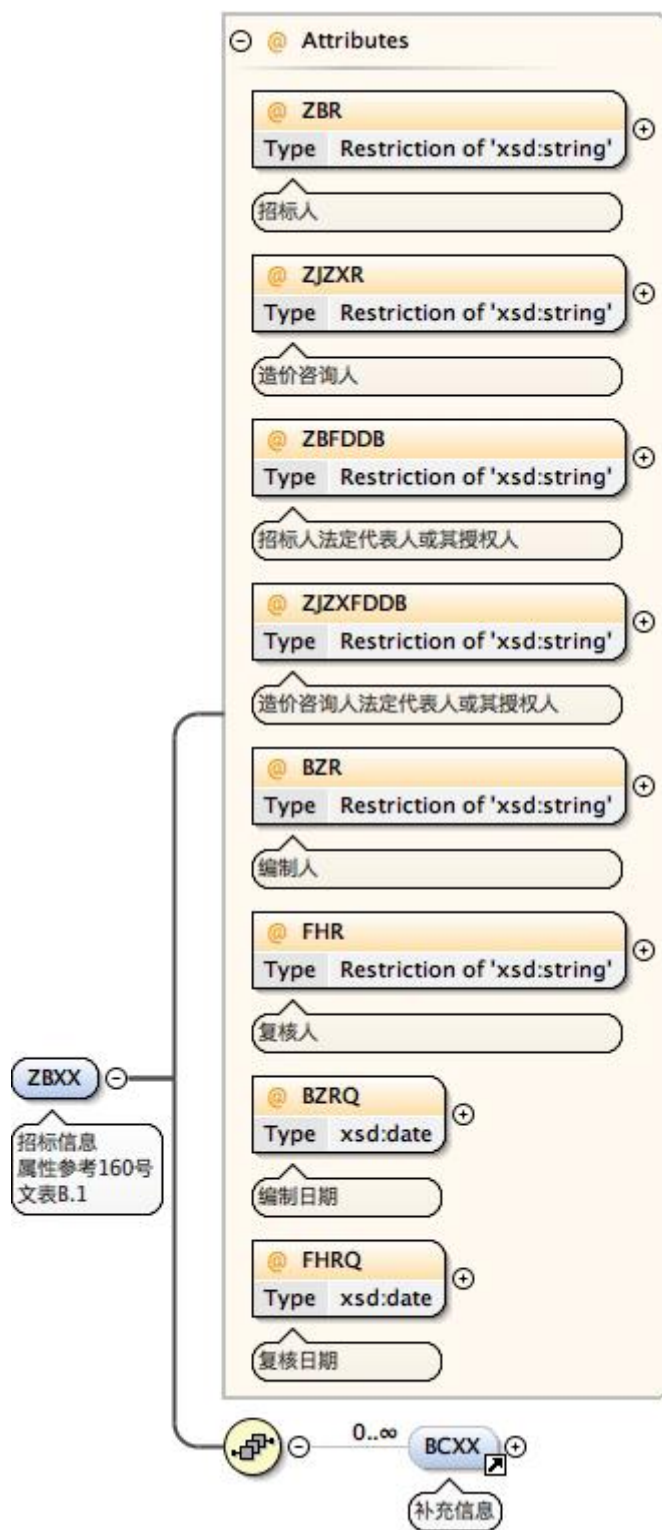 @ Attributes
@ ZBR
Type Restriction of 'xsd:string'
招标人
@ ZJZXR
Type Restriction of 'xsd:string'
造价咨询人
@ ZBFDDB
Type Restriction of 'xsd:string'
招标人法定代表人或其授权人
@ ZJZXFDDB
Type Restriction of 'xsd:string'
造价咨询人法定代表人或其授权人
@ BZR
Type Restriction of 'xsd:string'
编制人
@ FHR
Type Restriction of 'xsd:string'
复核人
ZBXX
招标信息
属性参考160号
文表B.1
@ BZRQ
Type xsd:date
编制日期
@ FHRQ
Type xsd:date
复核日期
0..∞
BCXX
补充信息